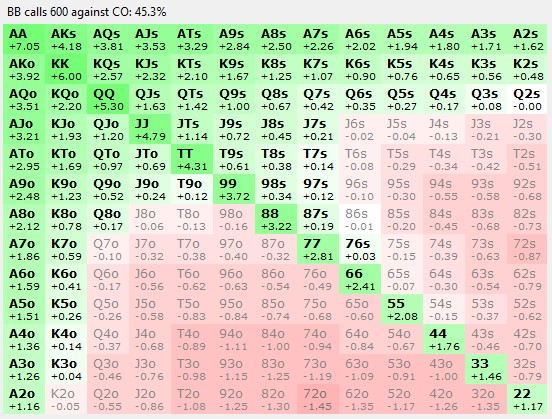 BB calls 600 against CO: 45.3%
AA AKs AQs AJs ATs A9s A8s A7s A6s A5s A4s A3s A2s
+7.05 +4.18 +3.81 +3.53 +3.29 +2.84 +2.50 +2.26 +2.02 +1.94 +1.80 +1.71 +1.62
AKo KK KQs KJs KTs K9s K8s K7s K6s K5s K4s K3s K2s
+3.92 +6.00 +2.57 +2.32 +2.10 +1.67 +1.25 +1.07 +0.90 +0.76 +0.65 +0.56 +0.48
AQo KQo QQ QJs QTs Q9s Q8s Q7s Q6s Q5s Q4s Q3s Q2s
+3.51 +2.20 +5.30 +1.63 +1.42 +1.00 +0.67 +0.42 +0.35 +0.27 +0.17 +0.08 -0.00
AJo KJo QJo JJ JTs J9s J8s J7s J6s J5s J4s J3s J2s
+3.21 +1.93 +1.20 +4.79 +1.14 +0.72 +0.45 +0.21 -0.02 -0.04 -0.13 -0.21 -0.30
ATo KTo QTo JTo TT T9s T8s T7s T6s T5s T4s T3s T2s
+2.95 +1.69 +0.97 +0.69 +4.31 +0.61 +0.38 +0.14 -0.08 -0.29 -0.34 -0.42 -0.51
A9o K9o Q9o J9o T9o 99 98s 97s 96s 95s 94s 93s 92s
+2.48 +1.23 +0.52 +0.24 +0.12 +3.72 +0.34 +0.12 -0.10 -0.30 -0.55 -0.58 -0.68
A8o K8o Q8o J8o T8o 98o 88 87s 86s 85s 84s 83s 82s
+2.12 +0.78 +0.17 -0.06 -0.13 -0.16 +3.22 +0.19 -0.01 -0.20 -0.45 -0.68 -0.73
A7o K7o Q7o J7o T7o 97o 87o 77 76s 75s 74s 73s 72s
+1.86 +0.59 -0.10 -0.32 -0.38 -0.40 -0.32 +2.81 +0.03 -0.15 -0.39 -0.63 -0.87
A6o K6o Q6o J6o T6o 96o 86o 76o 66 65s 64s 63s 62s
+1.59 +0.41 -0.17 -0.56 -0.62 -0.63 -0.54 -0.49 +2.41 -0.07 -0.30 -0.54 -0.79
A5o K5o Q5o J5o T5o 95o 85o 75o 65o 55 54s 53s 52s
+1.51 +0.26 -0.26 -0.58 -0.83 -0.84 -0.74 -0.68 -0.60 +2.08 -0.15 -0.37 -0.62
A4o K4o Q4o J4o T4o 94o 84o 74o 64o 54o 44 43s 42s
+1.36 +0.14 -0.37 -0.68 -0.89 -1.11 -1.00 -0.94 -0.84 -0.67 +1.76 -0.46 -0.70
A3o K3o Q3o J3o T3o 93o 83o 73o 63o 53o 43o 33 32s
+1.26 +0.04 -0.46 -0.76 -0.98 -1.15 -1.25 -1.19 -1.09 -0.91 -1.00 +1.46 -0.79
A2o K2o Q2o J2o T2o 92o 82o 72o 62o 52o 42o 32o 22
+1.16 -0.05 -0.55 -0.86 -1.08 -1.25 -1.30 -1.45 -1.35 -1.17 -1.26 -1.35 +1.17